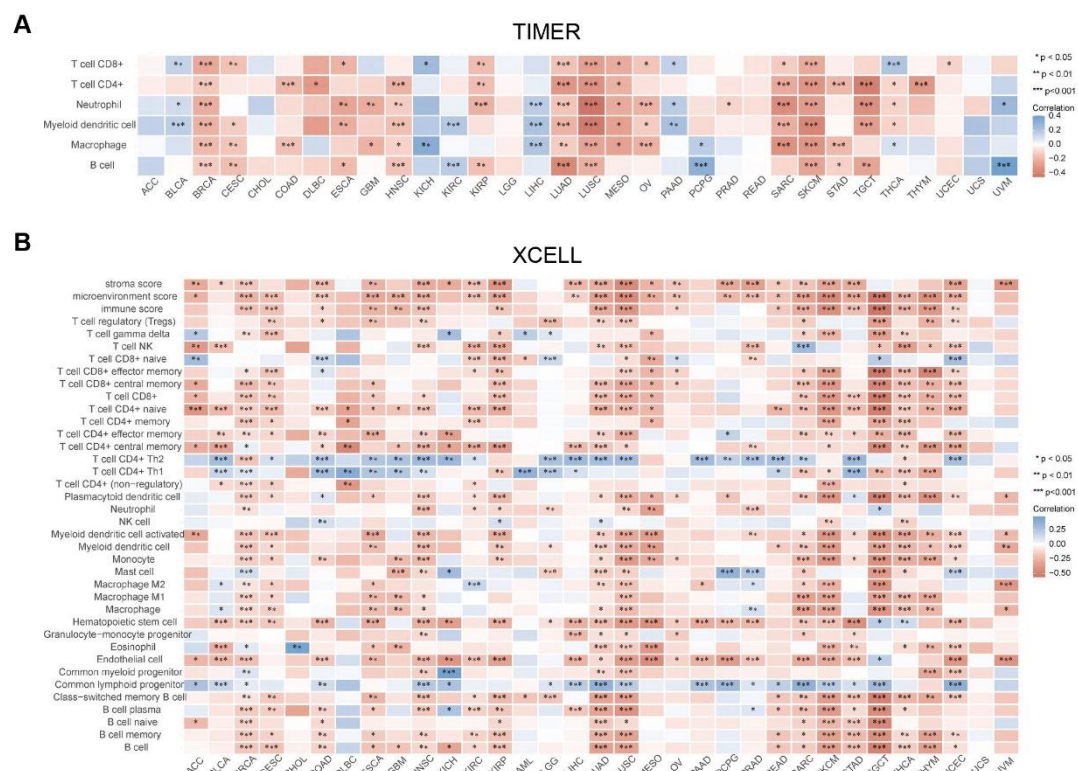 A
TIMER
T cell CD8+
T cell CD4+
Neutrophil
Myeloid dendritic cell
Macrophage
B cell
ACC
BLCA
BRCA
CESC
CHOL
COAD
DLBC
ESCA
GBM
HNSC
KICH
KIRC
KIRP
LGG
LIHC
LUAD
LUSC
MESO
OV
PAAD
PCPG
PRAD
READ
SARC
SKCM
STAD
TGCT
THCA
THYM
UCEC
UCS
UVM
* p < 0.05
** p < 0.01
*** p<0.001
Correlation
0.4
0.2
0.0
−0.2
−0.4
B
XCELL
stroma score
microenvironment score
immune score
T cell regulatory (Tregs)
T cell gamma delta
T cell NK
T cell CD8+ naive
T cell CD8+ effector memory
T cell CD8+ central memory
T cell CD8+
T cell CD4+ naive
T cell CD4+ memory
T cell CD4+ effector memory
T cell CD4+ central memory
T cell CD4+ Th2
T cell CD4+ Th1
T cell CD4+ (non−regulatory)
Plasmacytoid dendritic cell
Neutrophil
NK cell
Myeloid dendritic cell activated
Myeloid dendritic cell
Monocyte
Mast cell
Macrophage M2
Macrophage M1
Macrophage
Hematopoietic stem cell
Granulocyte−monocyte progenitor
Eosinophil
Endothelial cell
Common myeloid progenitor
Common lymphoid progenitor
Class−switched memory B cell
B cell plasma
B cell naive
B cell memory
B cell
* p < 0.05
** p < 0.01
*** p<0.001
Correlation
0.25
0.00
−0.25
−0.50